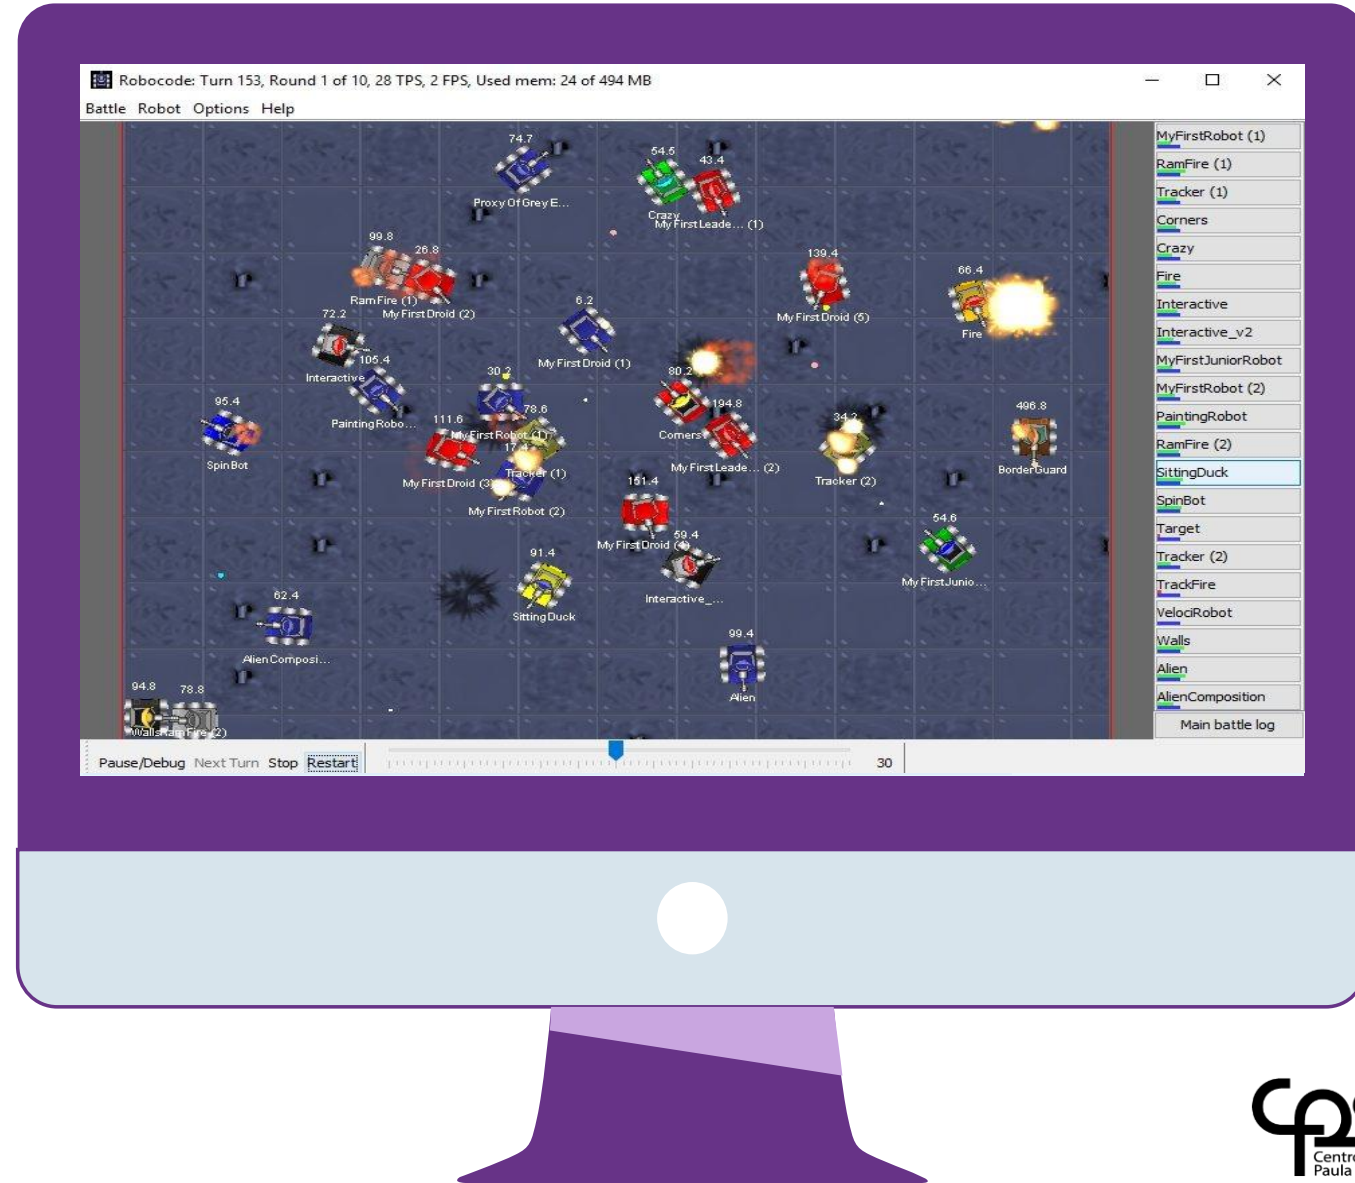 Robocode: Turn 153, Round 1 of 10, 28 TPS, 2 FPS, Used mem: 24 of 494 MB
Battle Robot Options Help
74.7
Proxy Of Grey E...
54.5
Crazy
43.4
My First Leade... (1)
99.8
Ram Fire (1)
26.8
My First Droid (2)
139.4
My First Droid (5)
66.4
Fire
72.2
Interactive
6.2
My First Droid (1)
105.4
Painting Robo...
30.2
My First Robot (1)
80.2
Corners
194.8
My First Leade... (2)
95.4
Spin Bot
111.6
My First Droid (3)
78.6
Tracker (1)
My First Robot (2)
34.2
Tracker (2)
496.8
BorderGuard
151.4
My First Droid (4)
59.4
Interactive_...
54.6
My First Junio...
91.4
Sitting Duck
62.4
Alien Composi...
99.4
Alien
94.8
Walls
78.8
Ram Fire (2)
MyFirstRobot (1)
RamFire (1)
Tracker (1)
Corners
Crazy
Fire
Interactive
Interactive_v2
MyFirstJuniorRobot
MyFirstRobot (2)
PaintingRobot
RamFire (2)
SittingDuck
SpinBot
Target
Tracker (2)
TrackFire
VelociRobot
Walls
Alien
AlienComposition
Main battle log
Pause/Debug Next Turn Stop Restart 30
Centro
Paula